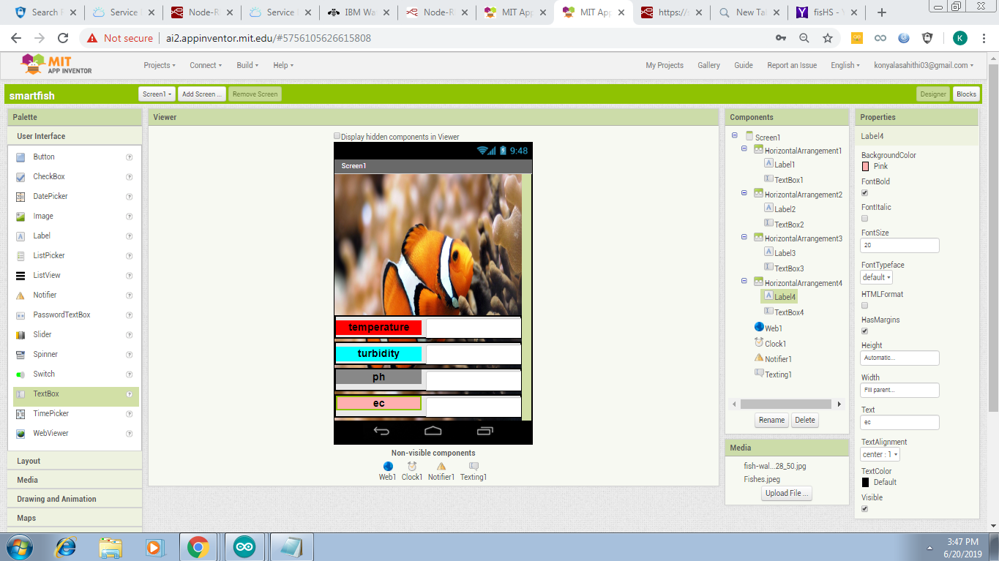 Search F
Service
Node-R
Service
IBM Wa
Node-R
MIT App
MIT App
https://s
New Ta
fisHS - Y
Not secure
ai2.appinventor.mit.edu/#5756105626615808
K
MIT
APP INVENTOR
Projects
Connect
Build
Help
My Projects
Gallery
Guide
Report an Issue
English
konyalasahithi03@gmail.com
smartfish
Screen1
Add Screen ...
Remove Screen
Designer
Blocks
Palette
User Interface
Button
CheckBox
DatePicker
Image
Label
ListPicker
ListView
Notifier
PasswordTextBox
Slider
Spinner
Switch
TextBox
TimePicker
WebViewer
Layout
Media
Drawing and Animation
Maps
Viewer
Display hidden components in Viewer
9:48
Screen1
temperature
turbidity
ph
ec
Non-visible components
Web1
Clock1
Notifier1
Texting1
Components
Screen1
HorizontalArrangement1
Label1
TextBox1
HorizontalArrangement2
Label2
TextBox2
HorizontalArrangement3
Label3
TextBox3
HorizontalArrangement4
Label4
TextBox4
Web1
Clock1
Notifier1
Texting1
Rename
Delete
Media
fish-wal...28_50.jpg
Fishes.jpeg
Upload File ...
Properties
Label4
BackgroundColor
Pink
FontBold
FontItalic
FontSize
20
FontTypeface
default
HTMLFormat
HasMargins
Height
Automatic...
Width
Fill parent...
Text
ec
TextAlignment
center : 1
TextColor
Default
Visible
3:47 PM
6/20/2019